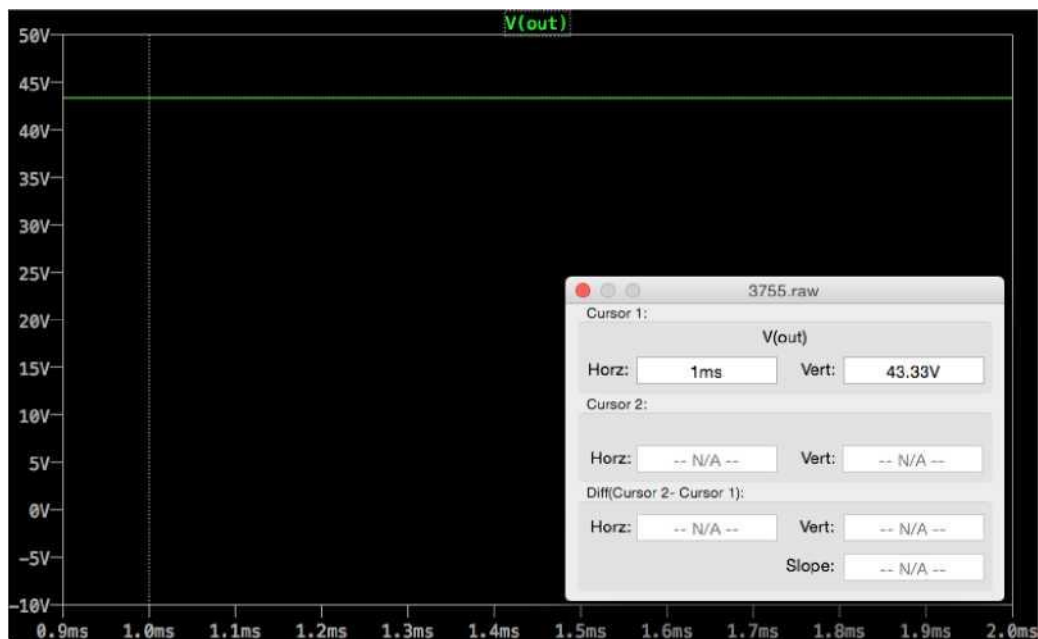 V(out)
50V
45V
40V
35V
30V
25V
20V
15V
10V
5V
0V
-5V
-10V
0.9ms 1.0ms 1.1ms 1.2ms 1.3ms 1.4ms 1.5ms 1.6ms 1.7ms 1.8ms 1.9ms 2.0ms
3755.raw
Cursor 1:
V(out)
Horz: 1ms Vert: 43.33V
Cursor 2:
Horz: -- N/A -- Vert: -- N/A --
Diff(Cursor 2- Cursor 1):
Horz: -- N/A -- Vert: -- N/A --
Slope: -- N/A --